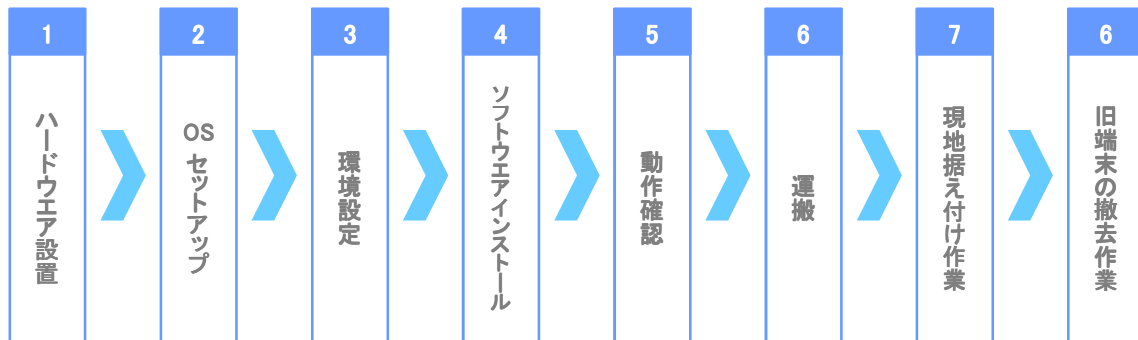 1
ハードウエア設置
2
OS
セットアップ
3
環境設定
4
ソフトウエアインストール
5
動作確認
6
運搬
7
現地据え付け作業
6
旧端末の撤去作業